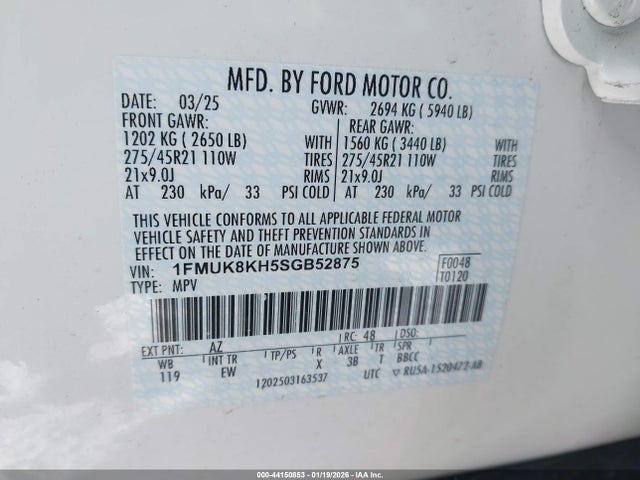 MFD. BY FORD MOTOR CO.
DATE: 03/25 GVWR: 2694 KG ( 5940 LB)
FRONT GAWR: REAR GAWR:
1202 KG ( 2650 LB) WITH 1560 KG ( 3440 LB) WITH
275/45R21 110W TIRES 275/45R21 110W TIRES
21x9.0J RIMS 21x9.0J RIMS
AT 230 kPa/ 33 PSI COLD AT 230 kPa/ 33 PSI COLD
THIS VEHICLE CONFORMS TO ALL APPLICABLE FEDERAL MOTOR
VEHICLE SAFETY AND THEFT PREVENTION STANDARDS IN
EFFECT ON THE DATE OF MANUFACTURE SHOWN ABOVE.
VIN: 1FMUK8KH5SGB52875 F0048
TYPE: MPV T0120
EXT PNT: AZ RC: 48 DSO:
WB INT TR TP/PS R AXLE TR SPR
119 EW X 3B T BBCC
1202503163537 UTC ▽ RU5A-1520472-AB
000-44150853 - 01/19/2026 - IAAI.COM